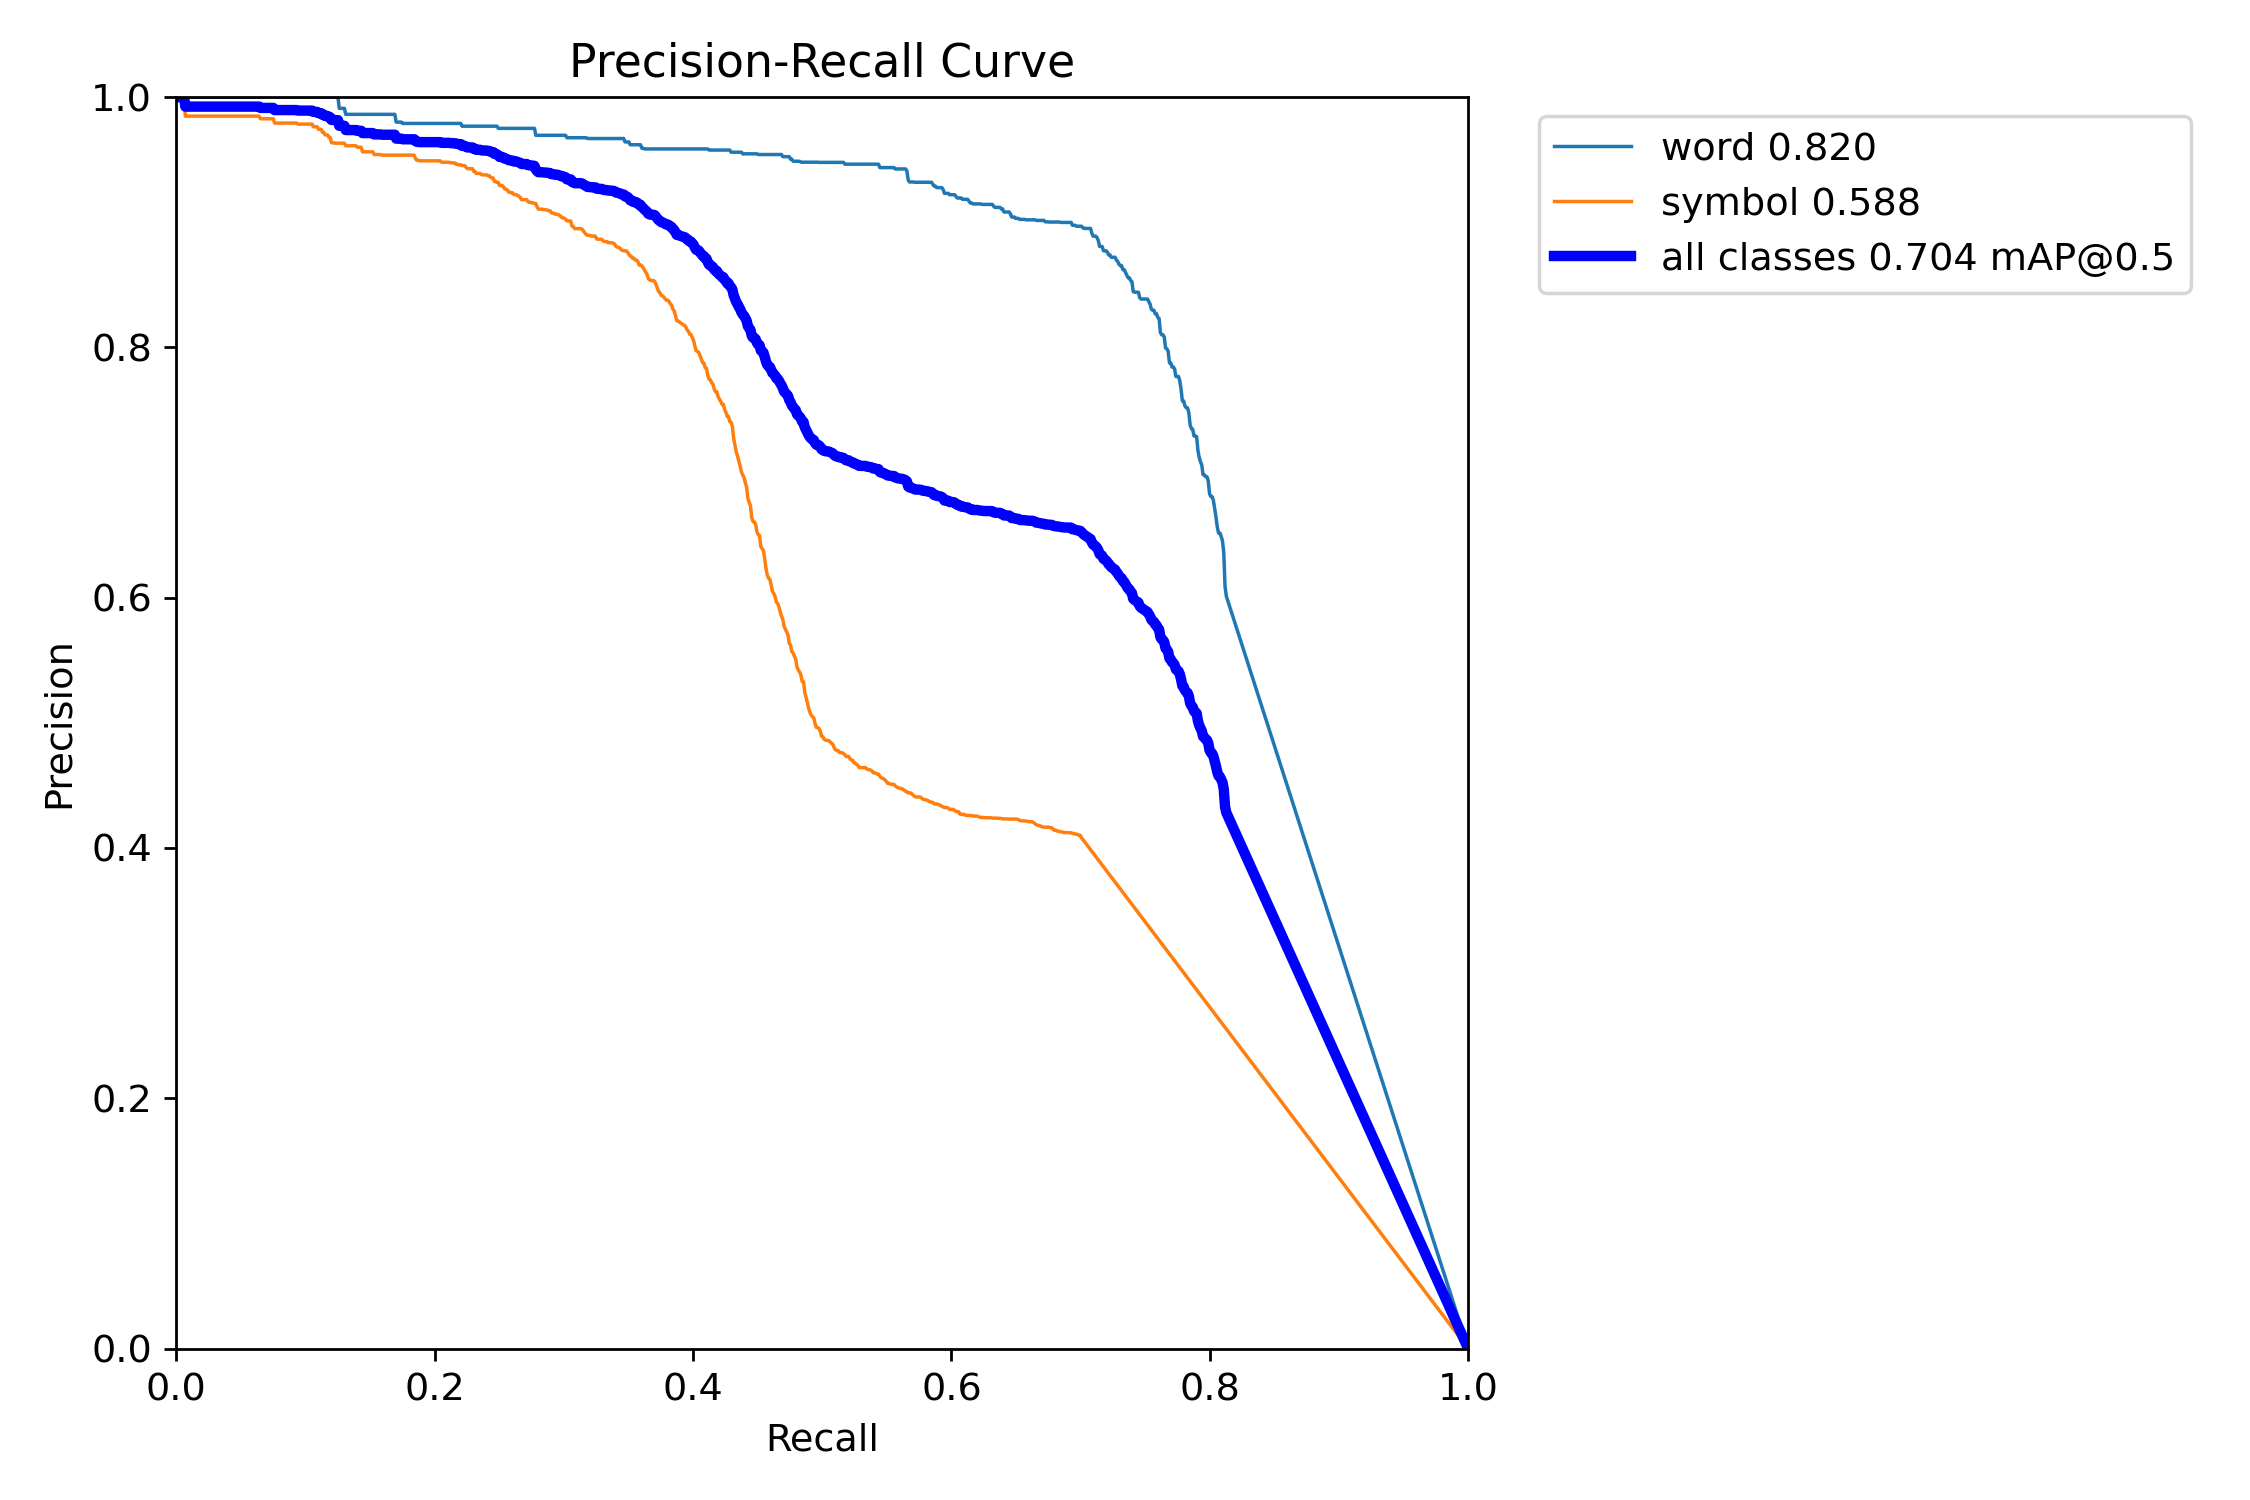 Precision-Recall Curve
word 0.820
symbol 0.588
all classes 0.704 mAP@0.5
Precision
1.0
0.8
0.6
0.4
0.2
0.0
0.0 0.2 0.4 0.6 0.8 1.0
Recall